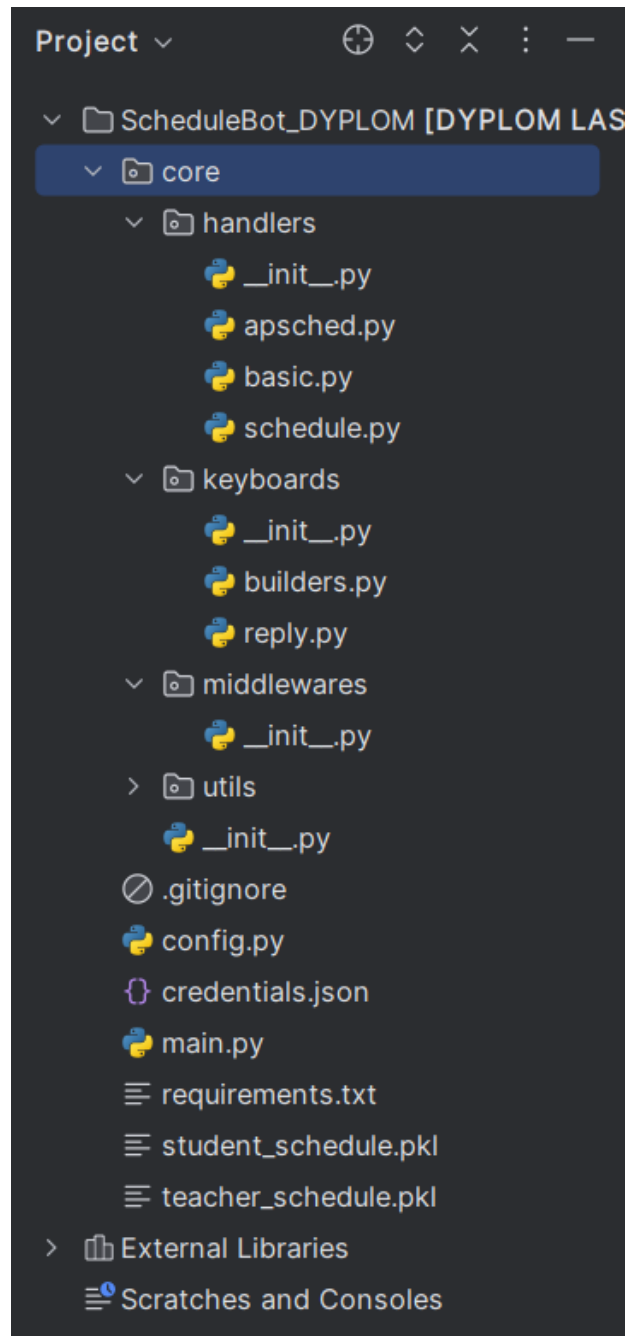 Project
ScheduleBot_DYPLOM [DYPLOM LAS
core
handlers
__init__.py
apsched.py
basic.py
schedule.py
keyboards
__init__.py
builders.py
reply.py
middlewares
__init__.py
utils
__init__.py
.gitignore
config.py
credentials.json
main.py
requirements.txt
student_schedule.pkl
teacher_schedule.pkl
External Libraries
Scratches and Consoles